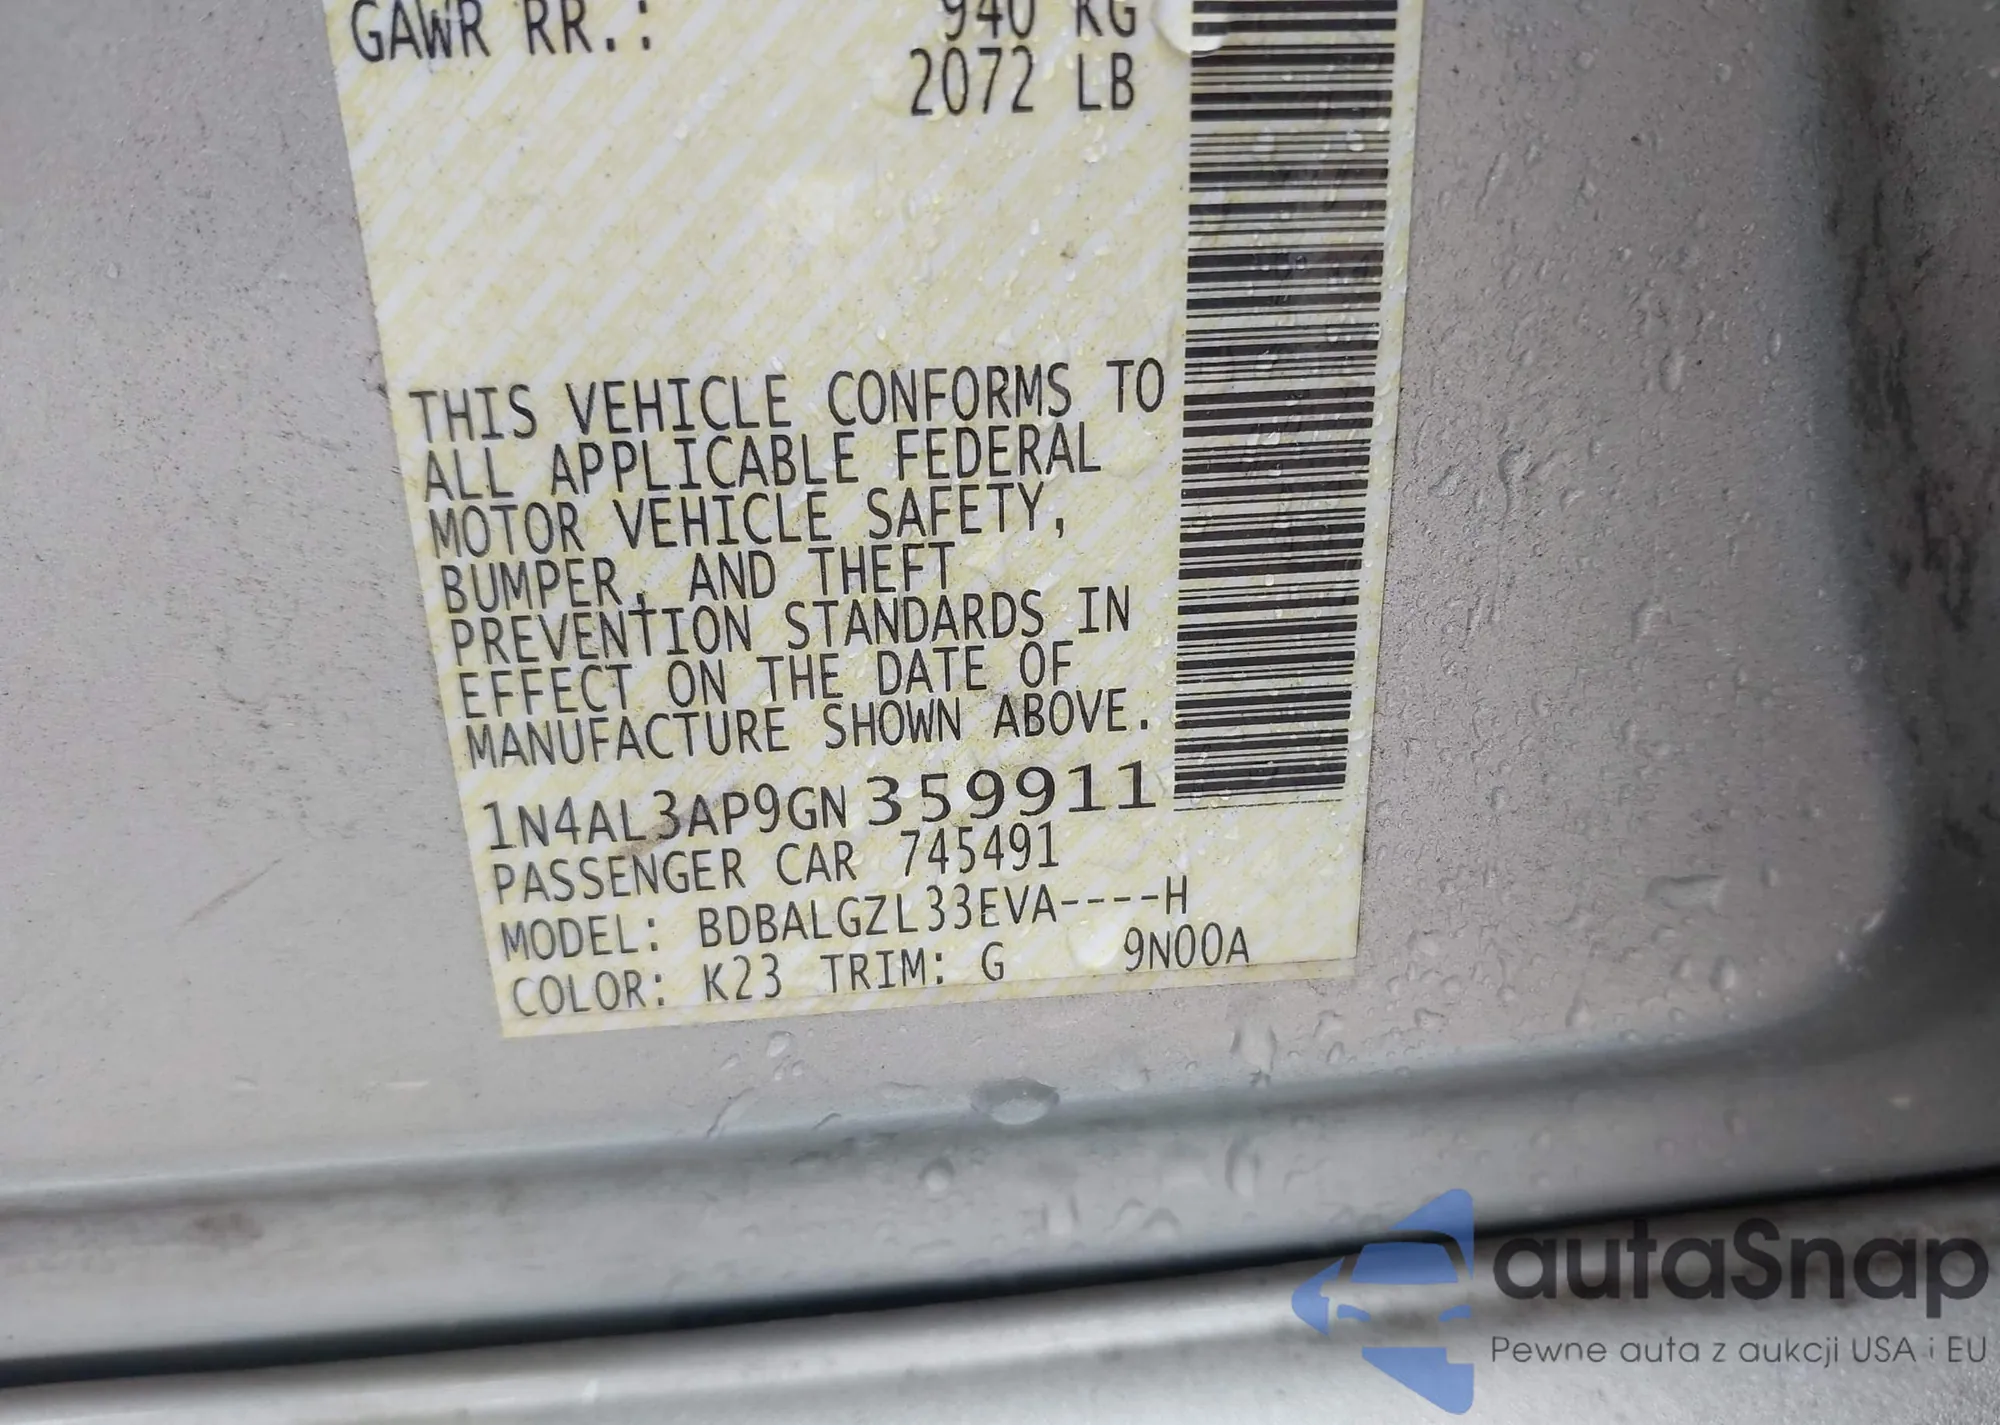 GAWR RR.: 940 KG
2072 LB
THIS VEHICLE CONFORMS TO
ALL APPLICABLE FEDERAL
MOTOR VEHICLE SAFETY,
BUMPER, AND THEFT
PREVENTION STANDARDS IN
EFFECT ON THE DATE OF
MANUFACTURE SHOWN ABOVE.
1N4AL3AP9GN359911
PASSENGER CAR 745491
MODEL: BDBALGZL33EVA----H
COLOR: K23 TRIM: G 9N00A
autaSnap
Pewne auta z aukcji USA i EU